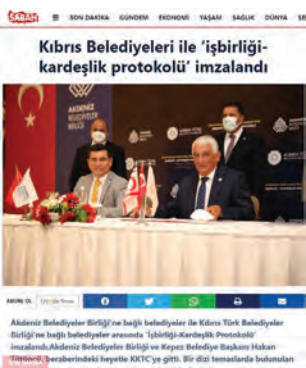 SABAH
SON DAKİKA GÜNDEM EKONOMİ YAŞAM SAĞLIK DÜNYA
Kıbrıs Belediyeleri ile 'işbirliği-
kardeşlik protokolü' imzalandı
AKDENİZ
BELEDİYELER
BİRLİĞİ
ABONE OL
Akdeniz Belediyeler Birliği'ne bağlı belediyeler ile Kıbrıs Türk Belediyeler
Birliği'ne bağlı belediyeler arasında 'İşbirliği-Kardeşlik Protokolü'
imzalandı.Akdeniz Belediyeler Birliği ve Kepez Belediye Başkanı Hakan
beraberindeki heyetle KKTC'ye gitti. Bir dizi temaslarda bulunulan